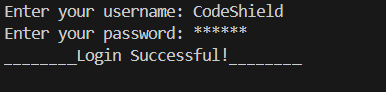 Enter your username: CodeShield
Enter your password: ******
________Login Successful!________